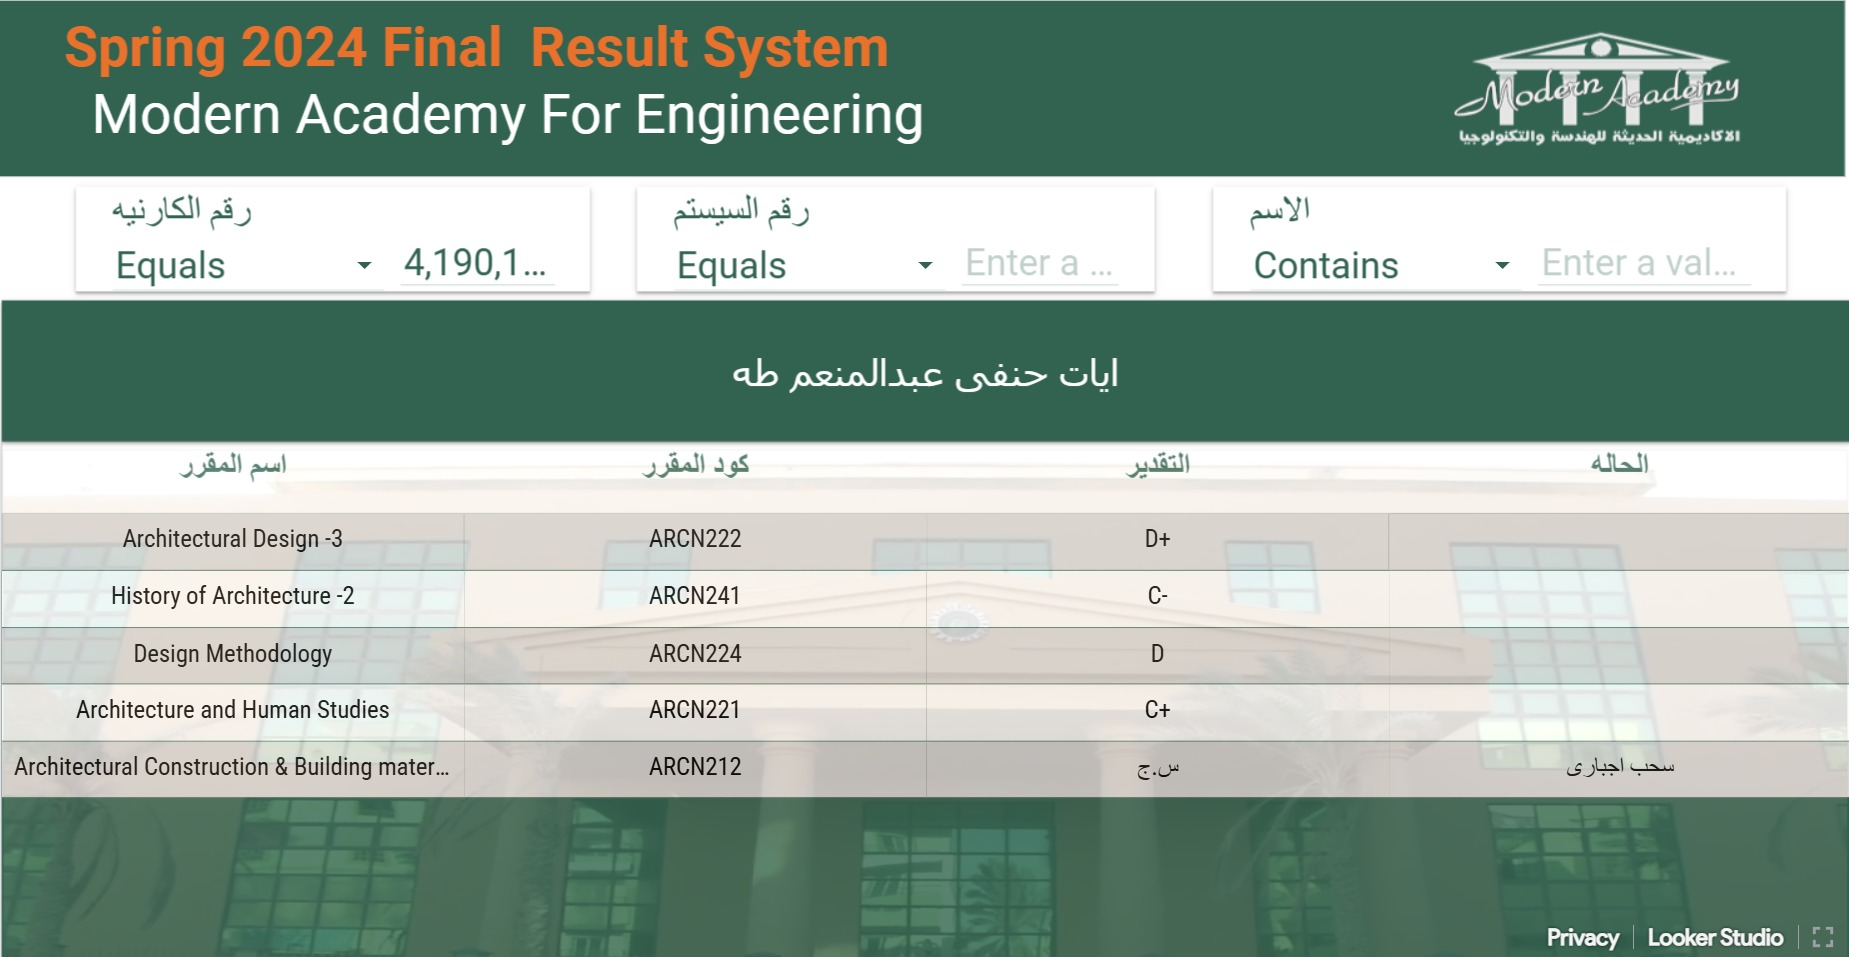 Spring 2024 Final Result System
Modern Academy For Engineering
Modern Academy
الاكاديمية الحديثة للهندسة والتكنولوجيا
رقم الكارنيه
Equals 4,190,1...
رقم السيستم
Equals Enter a ...
الاسم
Contains Enter a val...
ايات حنفى عبدالمنعم طه
اسم المقرر كود المقرر التقدير الحاله
Architectural Design -3 ARCN222 D+
History of Architecture -2 ARCN241 C-
Design Methodology ARCN224 D
Architecture and Human Studies ARCN221 C+
Architectural Construction & Building mater... ARCN212 س.ج سحب اجبارى
Privacy Looker Studio